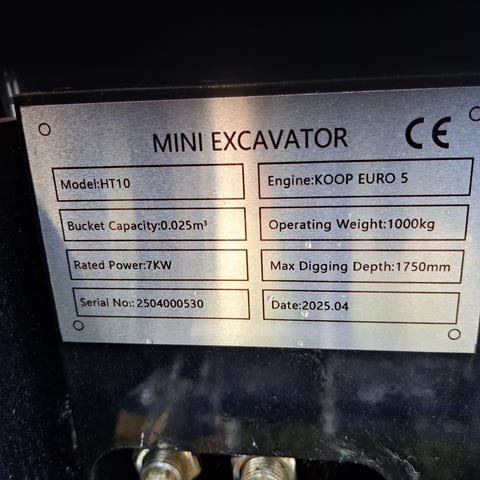 MINI EXCAVATOR CE
Model:HT10
Engine:KOOP EURO 5
Bucket Capacity:0.025m³
Operating Weight:1000kg
Rated Power:7KW
Max Digging Depth:1750mm
Serial No.: 2504000530
Date:2025.04